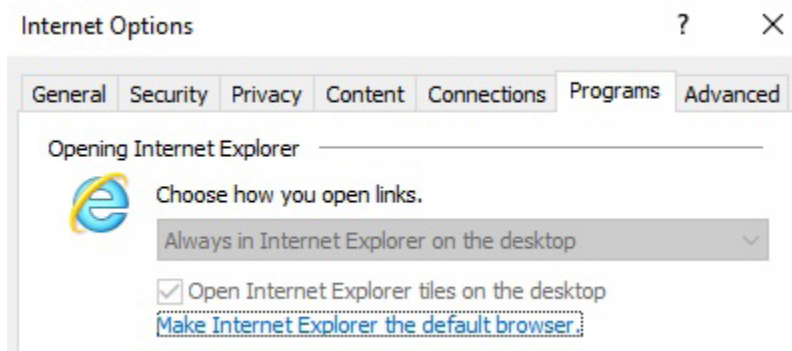 Internet Options ?
General Security Privacy Content Connections Programs Advanced
Opening Internet Explorer
Choose how you open links.
Always in Internet Explorer on the desktop
Open Internet Explorer tiles on the desktop
Make Internet Explorer the default browser.